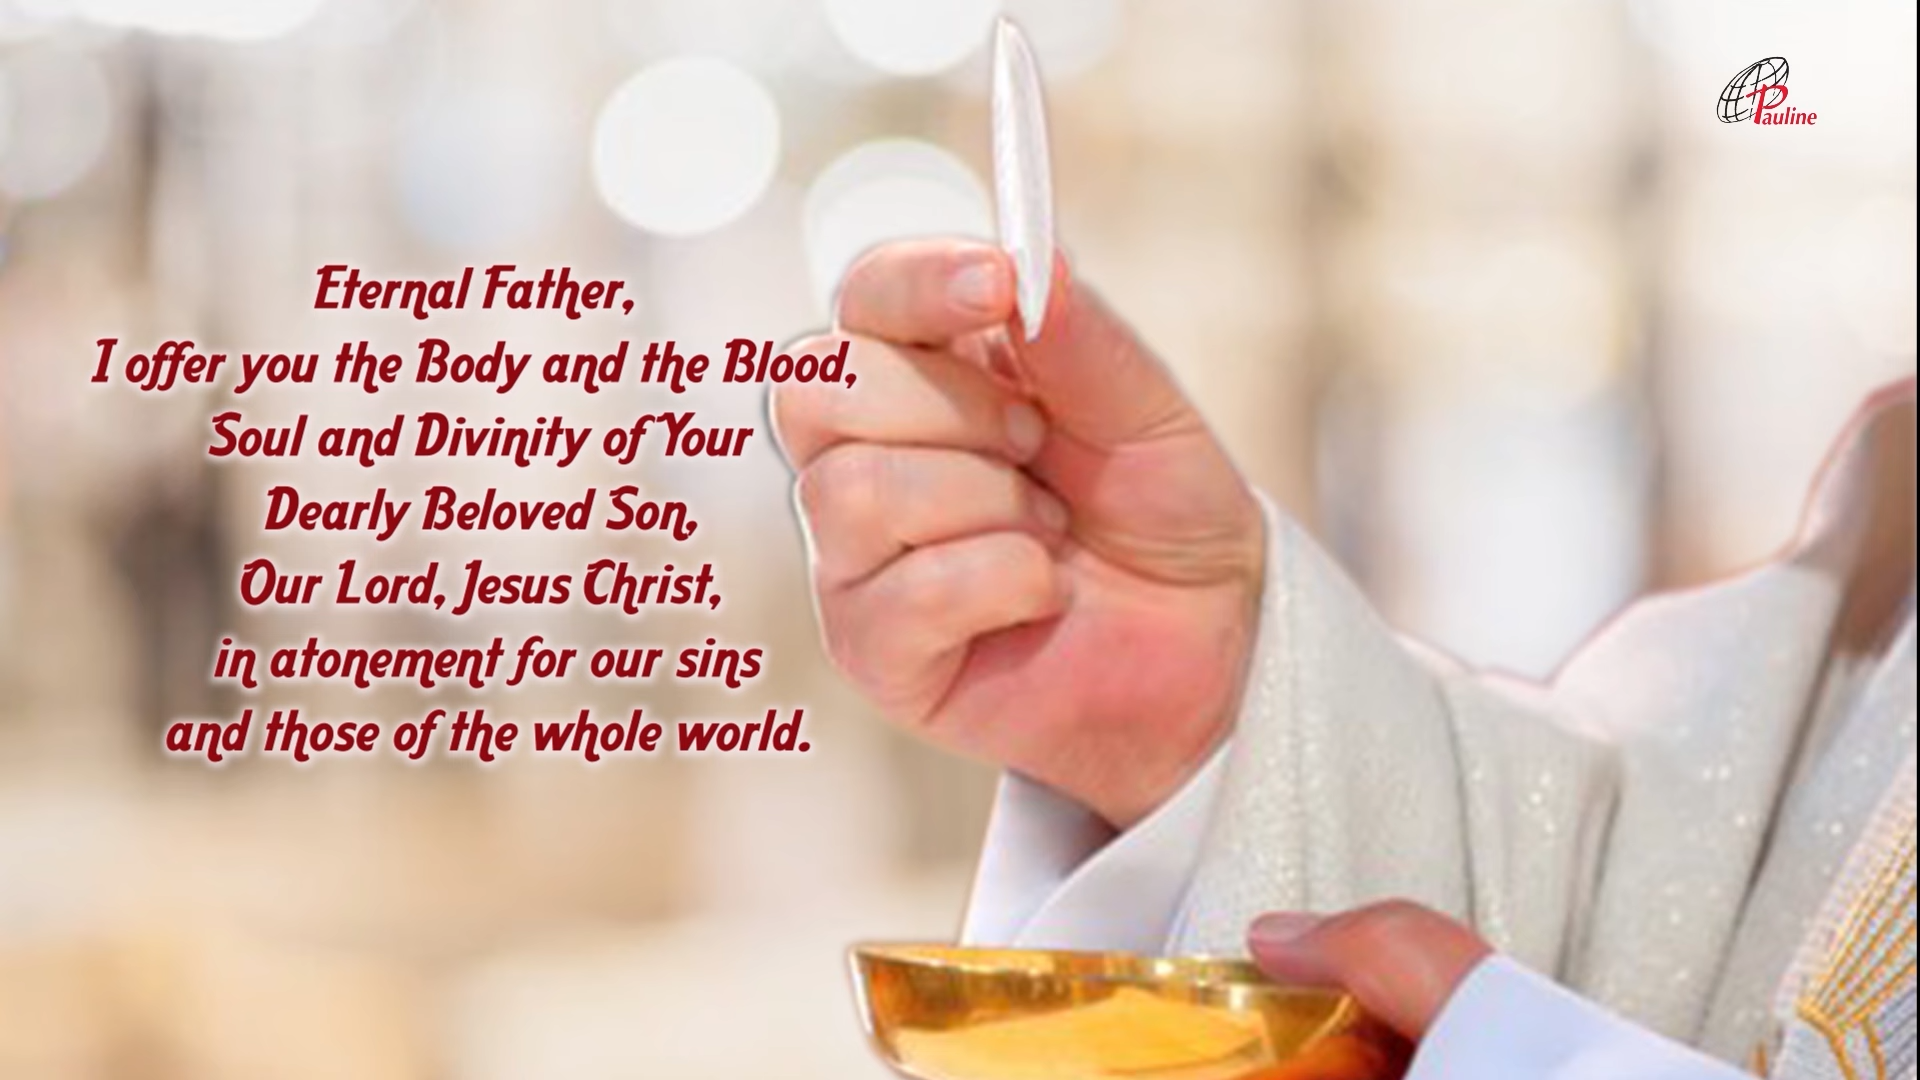 Eternal Father,
I offer you the Body and the Blood,
Soul and Divinity of Your
Dearly Beloved Son,
Our Lord, Jesus Christ,
in atonement for our sins
and those of the whole world.
Pauline